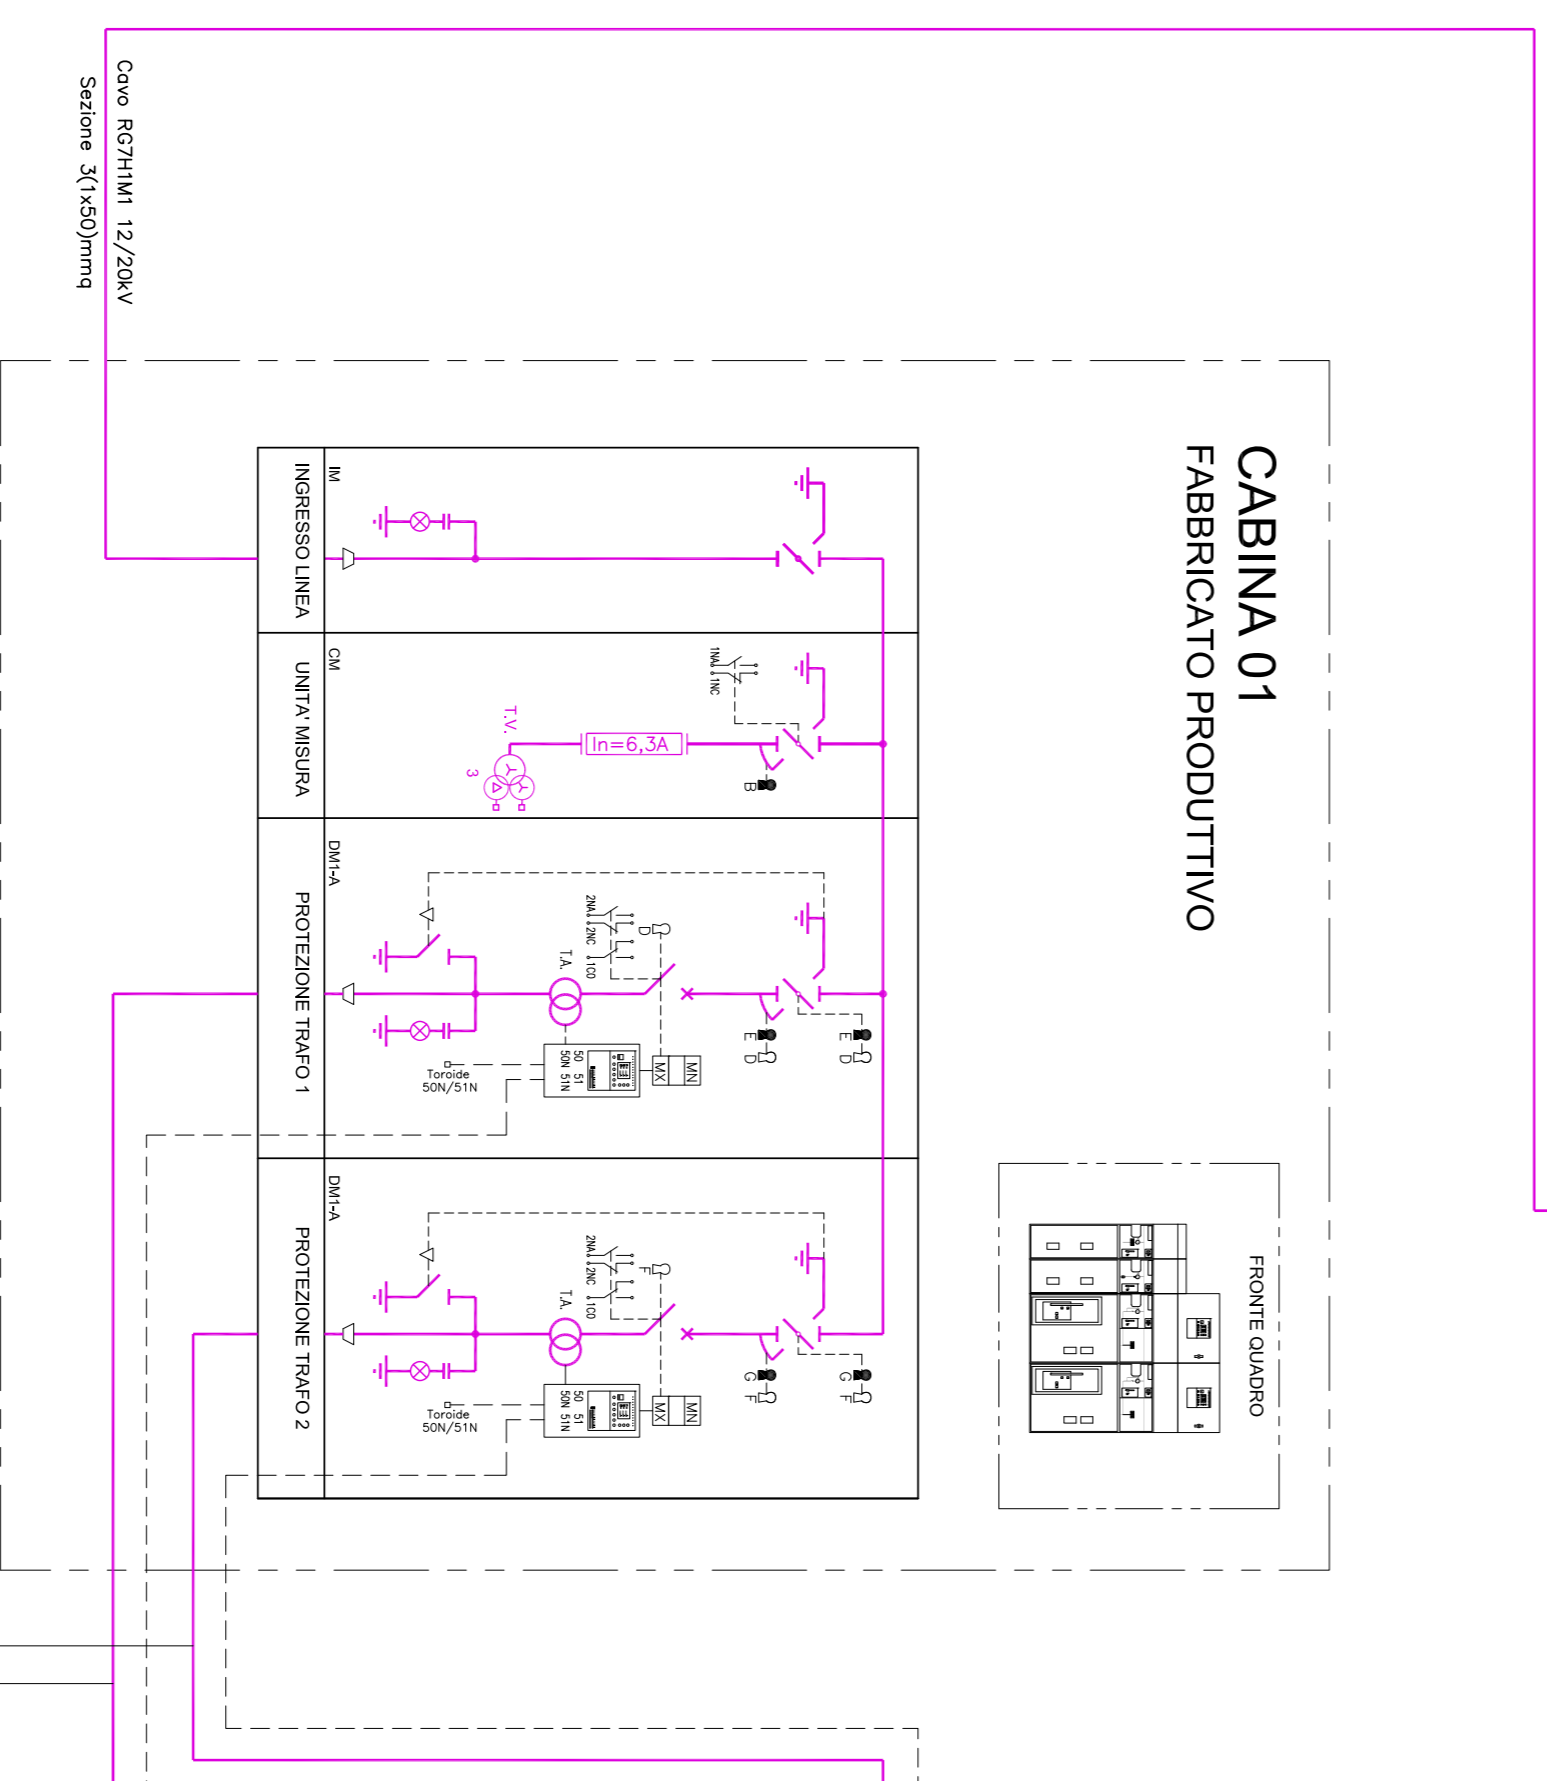 Cavo RG7H1M1 12/20kV
Sezione 3(1x50)mmq
CABINA 01
FABBRICATO PRODUTTIVO
IM
INGRESSO LINEA
CM
UNITA' MISURA
1NA
1NC
T.V.
3
In=6,3A
B
DM1-A
PROTEZIONE TRAFO 1
2NA
2NC
1C0
D
T.A.
E
D
E
D
50 51
50N 51N
MX
MN
Toroide
50N/51N
DM1-A
PROTEZIONE TRAFO 2
2NA
2NC
1C0
F
T.A.
G
F
G
F
50 51
50N 51N
MX
MN
Toroide
50N/51N
FRONTE QUADRO